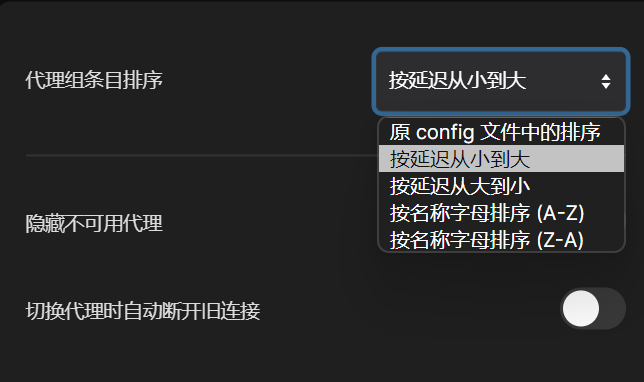 代理组条目排序
按延迟从小到大
原 config 文件中的排序
按延迟从小到大
按延迟从大到小
按名称字母排序 (A-Z)
按名称字母排序 (Z-A)
隐藏不可用代理
切换代理时自动断开旧连接